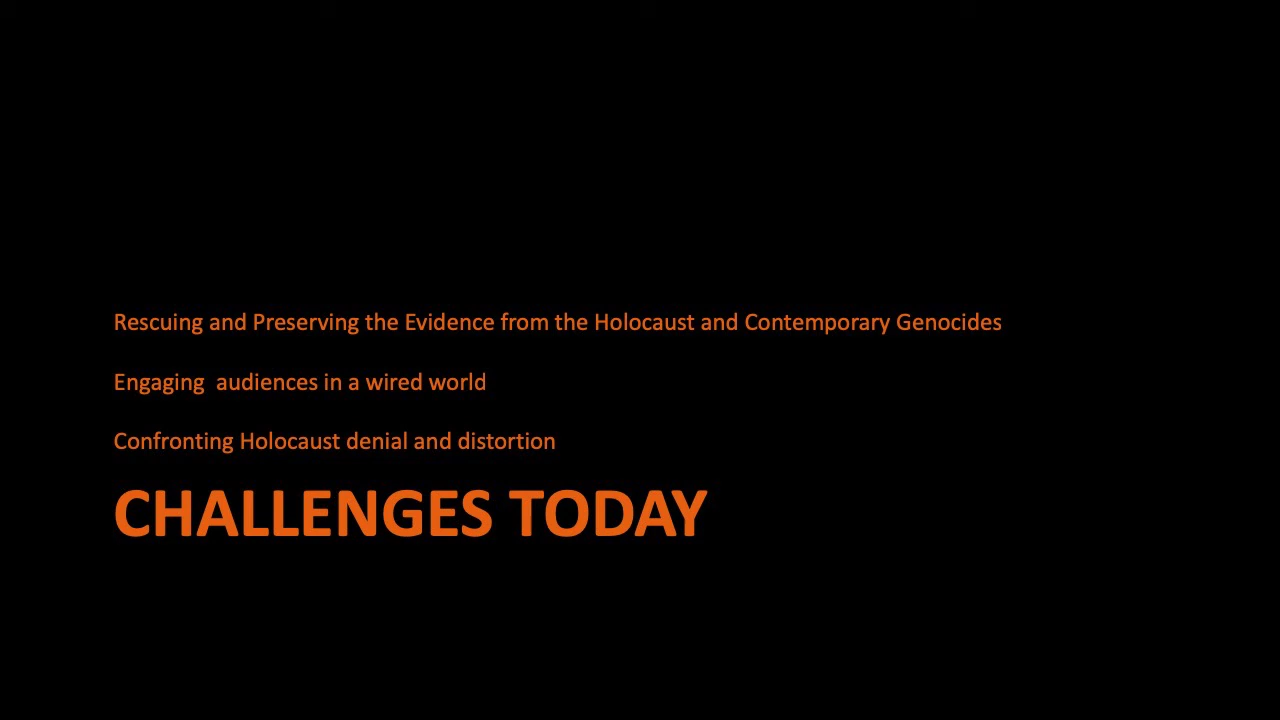 Rescuing and Preserving the Evidence from the Holocaust and Contemporary Genocides
Engaging  audiences in a wired world
Confronting Holocaust denial and distortion
CHALLENGES TODAY